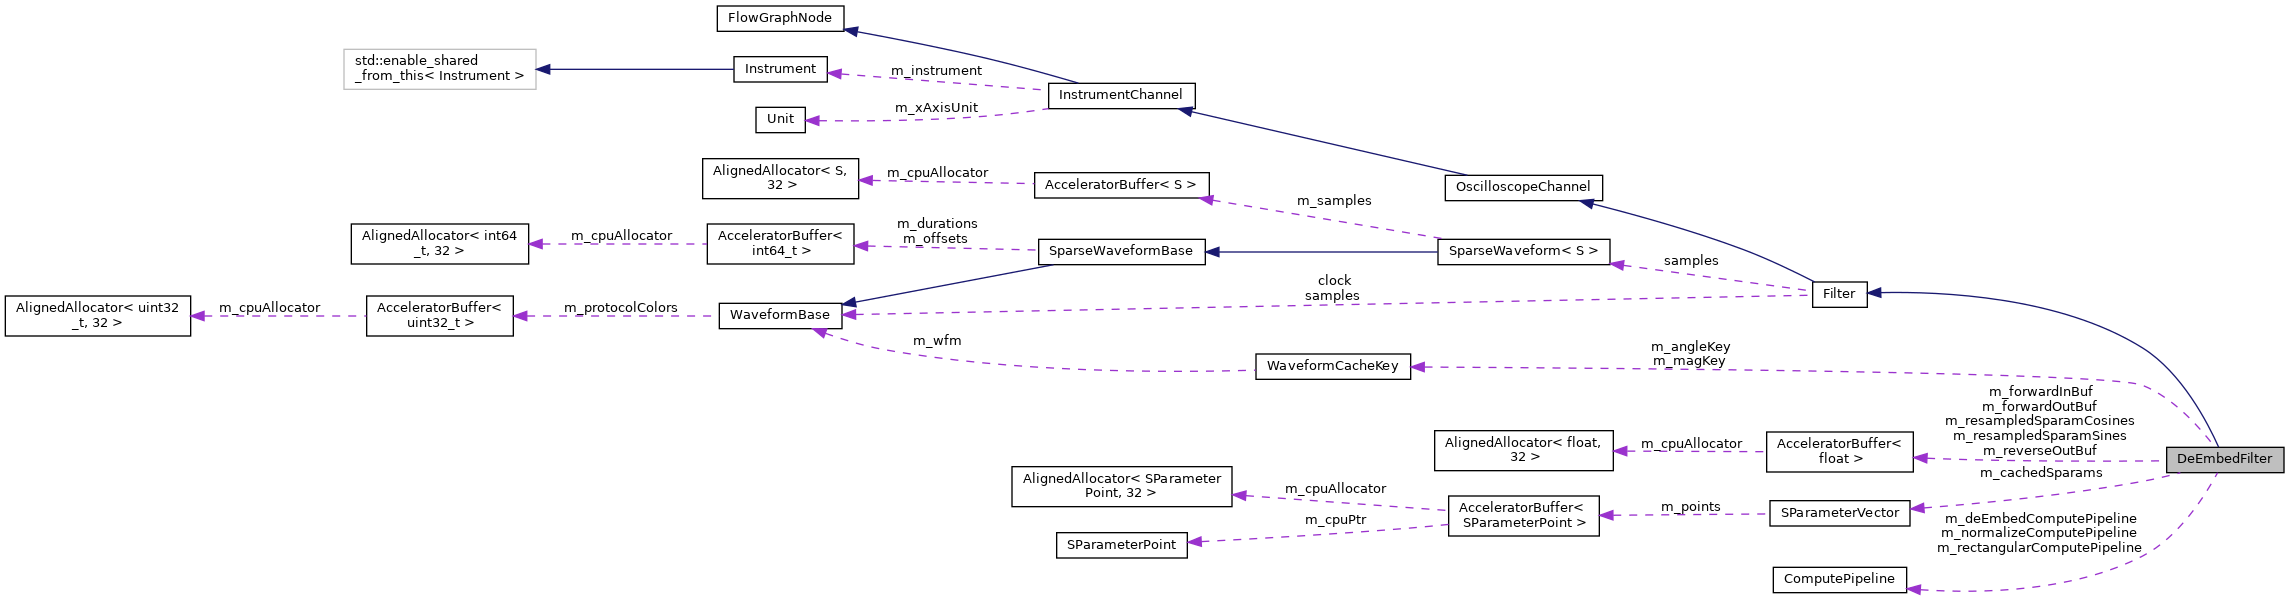 FlowGraphNode
std::enable_shared
_from_this< Instrument >
Instrument
m_instrument
InstrumentChannel
m_xAxisUnit
Unit
AlignedAllocator< S,
32 >
m_cpuAllocator
AcceleratorBuffer< S >
OscilloscopeChannel
m_samples
AlignedAllocator< int64
_t, 32 >
m_cpuAllocator
AcceleratorBuffer<
int64_t >
m_durations
m_offsets
SparseWaveformBase
SparseWaveform< S >
samples
clock
samples
Filter
AlignedAllocator< uint32
_t, 32 >
m_cpuAllocator
AcceleratorBuffer<
uint32_t >
m_protocolColors
WaveformBase
m_wfm
WaveformCacheKey
m_angleKey
m_magKey
m_forwardInBuf
m_forwardOutBuf
m_resampledSparamCosines
m_resampledSparamSines
m_reverseOutBuf
AlignedAllocator< float,
32 >
m_cpuAllocator
AcceleratorBuffer<
float >
DeEmbedFilter
m_cachedSparams
AlignedAllocator< SParameter
Point, 32 >
m_cpuAllocator
AcceleratorBuffer<
SParameterPoint >
m_points
SParameterVector
m_cpuPtr
SParameterPoint
m_deEmbedComputePipeline
m_normalizeComputePipeline
m_rectangularComputePipeline
ComputePipeline